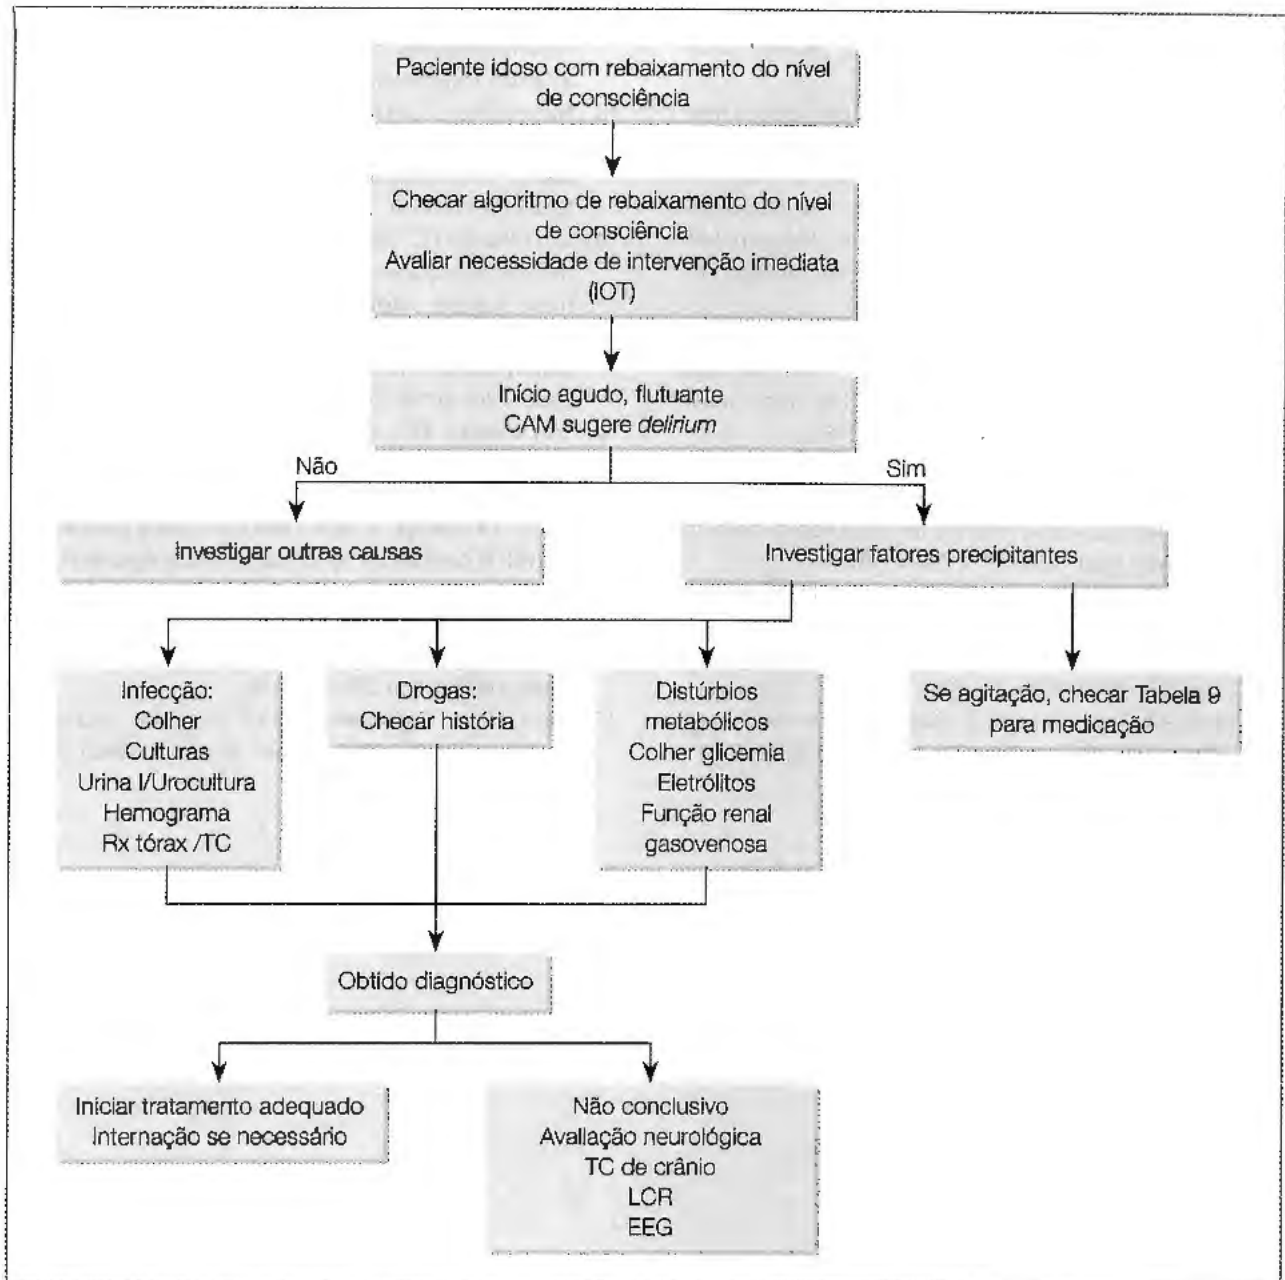 Paciente idoso com rebaixamento do nível
de consciência
Checar algoritmo de rebaixamento do nível
de consciência
Avaliar necessidade de intervenção imediata
(IOT)
Início agudo, flutuante
CAM sugere delirium
Não
Sim
Investigar outras causas
Investigar fatores precipitantes
Infecção:
Colher
Culturas
Urina I/Urocultura
Hemograma
Rx tórax /TC
Drogas:
Checar história
Distúrbios
metabólicos
Colher glicemia
Eletrólitos
Função renal
gasovenosa
Se agitação, checar Tabela 9
para medicação
Obtido diagnóstico
Iniciar tratamento adequado
Internação se necessário
Não conclusivo
Avaliação neurológica
TC de crânio
LCR
EEG